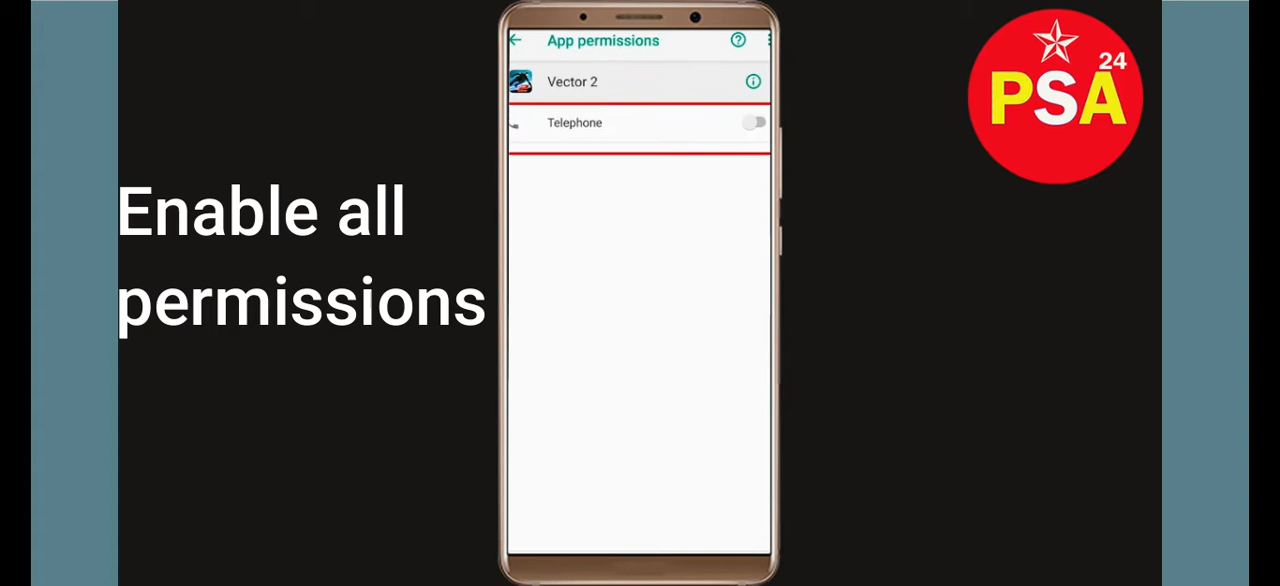 App permissions
Vector 2
Telephone
Enable all
permissions
24
PSA